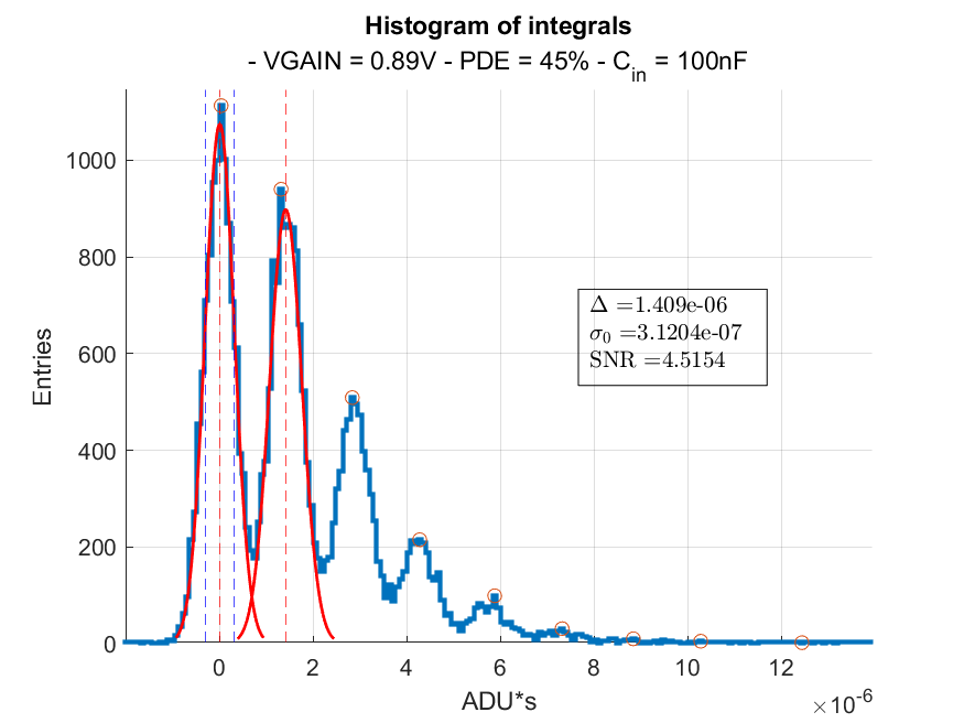 Histogram of integrals
- VGAIN = 0.89V - PDE = 45% - C_in = 100nF
1000
800
600
400
200
0
Entries
Δ =1.409e-06
σ₀ =3.1204e-07
SNR =4.5154
0 2 4 6 8 10 12
ADU*s
×10⁻⁶